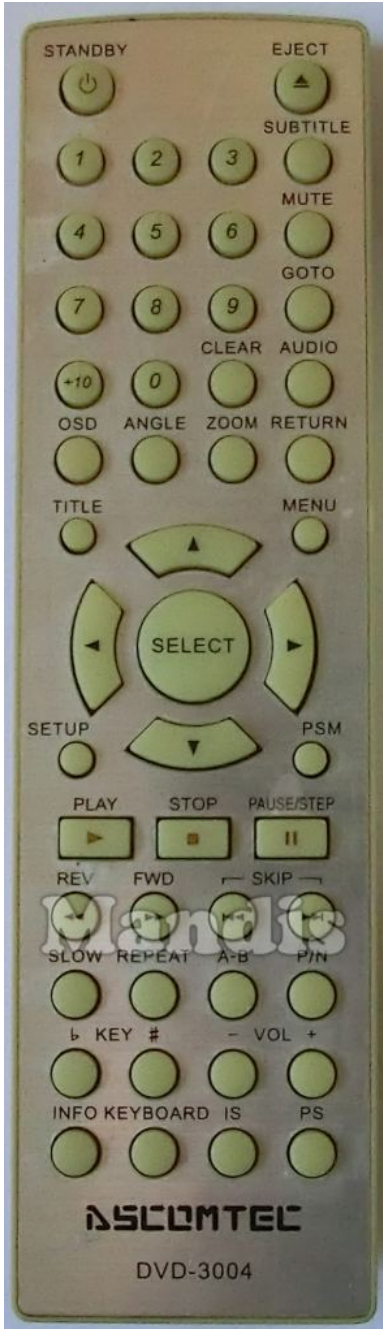 STANDBY EJECT
SUBTITLE
1 2 3
MUTE
4 5 6
GOTO
7 8 9
CLEAR AUDIO
+10 0
OSD ANGLE ZOOM RETURN
TITLE MENU
SELECT
SETUP PSM
PLAY STOP PAUSE/STEP
REV FWD SKIP
Mandis
SLOW REPEAT A-B P/N
♭ KEY # - VOL +
INFO KEYBOARD IS PS
ASCOMTEC
DVD-3004